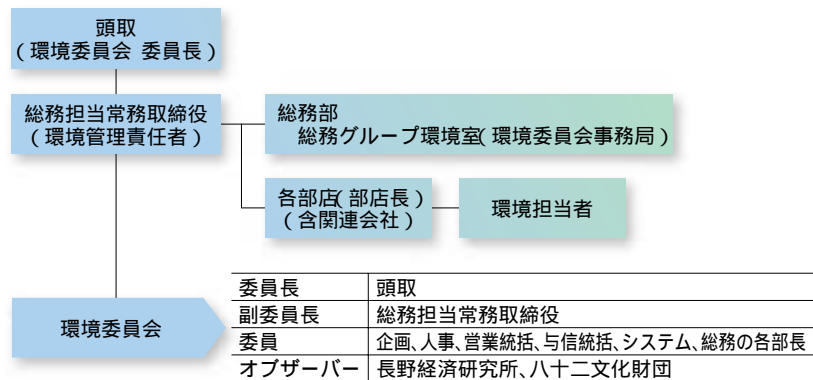 頭取
(環境委員会 委員長)
総務担当常務取締役
(環境管理責任者)
総務部
総務グループ環境室(環境委員会事務局)
各部店(部店長)
(含関連会社)
環境担当者
環境委員会
委員長 頭取
副委員長 総務担当常務取締役
委員 企画、人事、営業統括、与信統括、システム、総務の各部長
オブザーバー 長野経済研究所、八十二文化財団